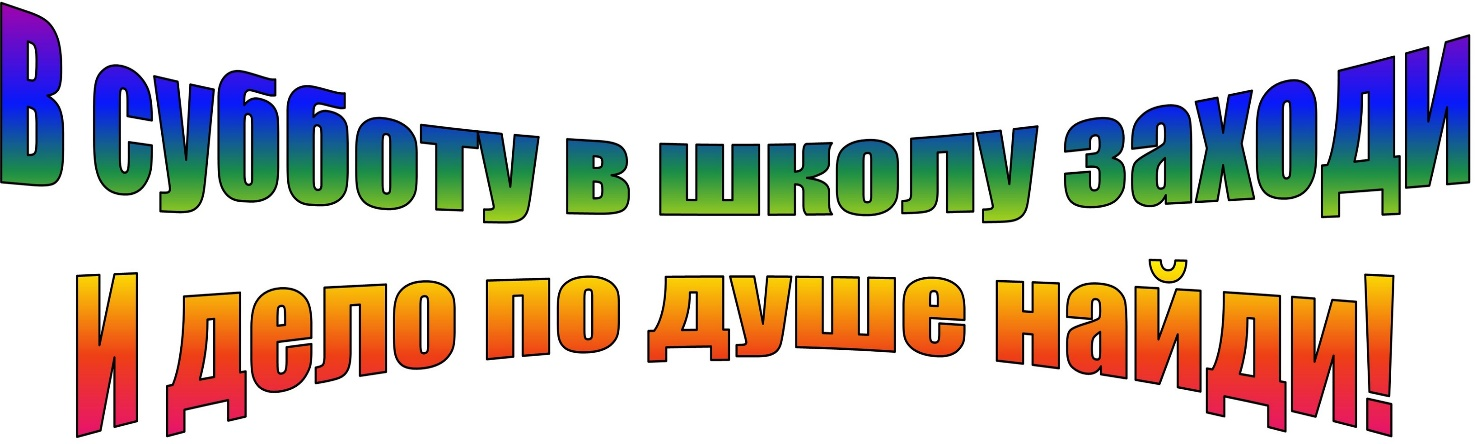 В субботу в школу заходи
И дело по душе найди!